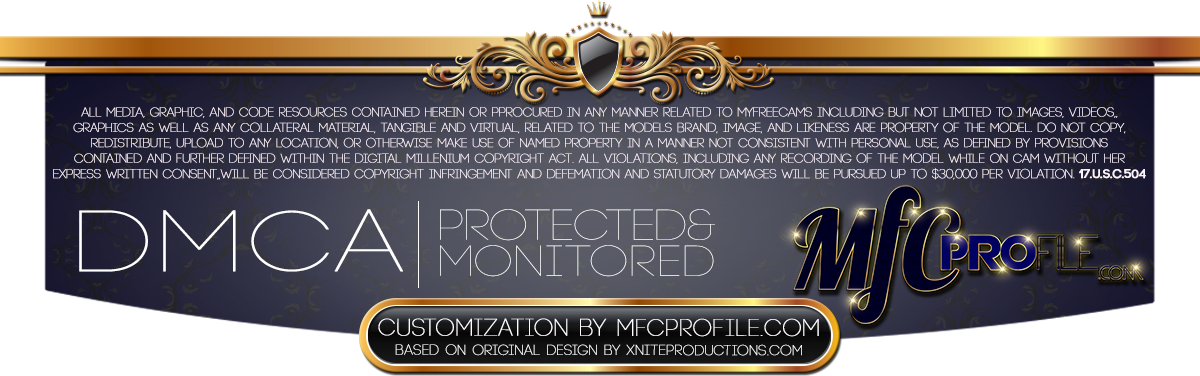 ALL MEDIA, GRAPHIC, AND CODE RESOURCES CONTAINED HEREIN OR PPROCURED IN ANY MANNER RELATED TO MYFREECAMS INCLUDING BUT NOT LIMITED TO IMAGES, VIDEOS,,
GRAPHICS AS WELL AS ANY COLLATERAL MATERIAL, TANGIBLE AND VIRTUAL, RELATED TO THE MODELS BRAND, IMAGE, AND LIKENESS ARE PROPERTY OF THE MODEL. DO NOT COPY,
REDISTRIBUTE, UPLOAD TO ANY LOCATION, OR OTHERWISE MAKE USE OF NAMED PROPERTY IN A MANNER NOT CONSISTENT WITH PERSONAL USE, AS DEFINED BY PROVISIONS
CONTAINED AND FURTHER DEFINED WITHIN THE DIGITAL MILLENIUM COPYRIGHT ACT. ALL VIOLATIONS, INCLUDING ANY RECORDING OF THE MODEL WHILE ON CAM WITHOUT HER
EXPRESS WRITTEN CONSENT,,WILL BE CONSIDERED COPYRIGHT INFRINGEMENT AND DEFEMATION AND STATUTORY DAMAGES WILL BE PURSUED UP TO $30,000 PER VIOLATION. 17.U.S.C.504
DMCA
PROTECTED&
MONITORED
MfC PROFILE.COM
CUSTOMIZATION BY MFCPROFILE.COM
BASED ON ORIGINAL DESIGN BY XNITEPRODUCTIONS.COM